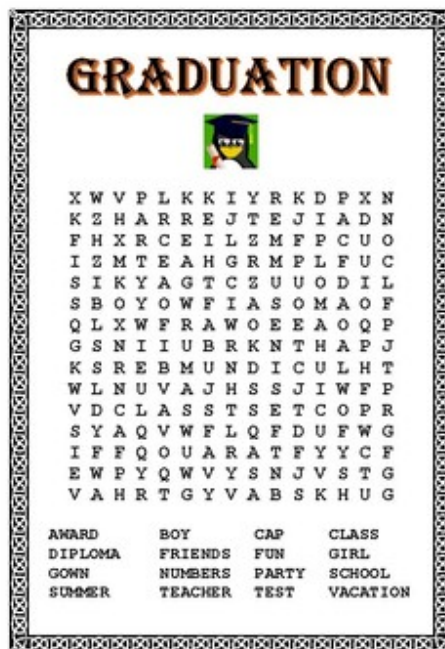 GRADUATION
X W V P L K K I Y R K D P X N
K Z H A R R E J T E J I A D N
F H X R C E I L Z M F P C U O
I Z M T E A H G R M P L F U C
S I K Y A G T C Z U U O D I L
S B O Y O W F I A S O M A O F
Q L X W F R A W O E E A O Q P
G S N I I U B R K N T H A P J
K S R E B M U N D I C U L H T
W L N U V A J H S S J I W F P
V D C L A S S T S E T C O P R
S Y A Q V W F L Q F D U F W G
I F F Q O U A R A T F Y Y C F
E W P Y Q W V Y S N J V S T G
V A H R T G Y V A B S K H U G
AWARD BOY CAP CLASS
DIPLOMA FRIENDS FUN GIRL
GOWN NUMBERS PARTY SCHOOL
SUMMER TEACHER TEST VACATION